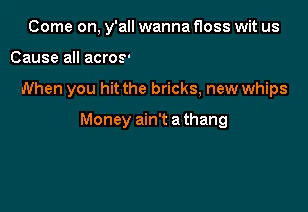 Come on, y'all wanna floss wit us
Cause all
When you hit the bricks, new whips
Money ain't a thang